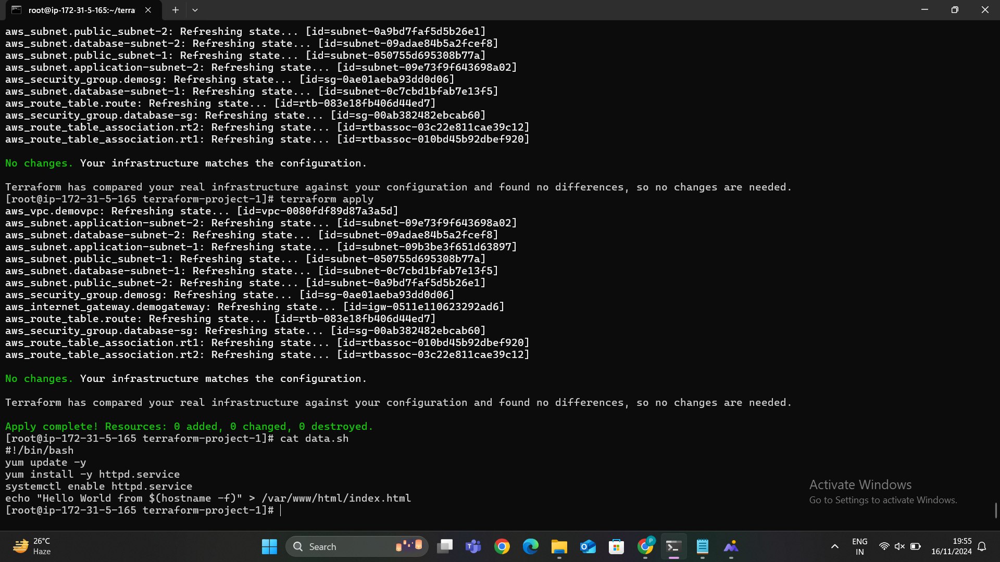 root@ip-172-31-5-165:~/terra
aws_subnet.public_subnet-2: Refreshing state... [id=subnet-0a9bd7faf5d5b26e1]
aws_subnet.database-subnet-2: Refreshing state... [id=subnet-09adae84b5a2fcef8]
aws_subnet.public_subnet-1: Refreshing state... [id=subnet-050755d695308b77a]
aws_subnet.application-subnet-2: Refreshing state... [id=subnet-09e73f9f643698a02]
aws_security_group.demosg: Refreshing state... [id=sg-0ae01aeba93dd0d06]
aws_subnet.database-subnet-1: Refreshing state... [id=subnet-0c7cbd1bfab7e13f5]
aws_route_table.route: Refreshing state... [id=rtb-083e18fb406d44ed7]
aws_security_group.database-sg: Refreshing state... [id=sg-00ab382482ebcab60]
aws_route_table_association.rt2: Refreshing state... [id=rtbassoc-03c22e811cae39c12]
aws_route_table_association.rt1: Refreshing state... [id=rtbassoc-010bd45b92dbef920]
No changes. Your infrastructure matches the configuration.
Terraform has compared your real infrastructure against your configuration and found no differences, so no changes are needed.
[root@ip-172-31-5-165 terraform-project-1]# terraform apply
aws_vpc.demovpc: Refreshing state... [id=vpc-0080fdf89d87a3a5d]
aws_subnet.application-subnet-2: Refreshing state... [id=subnet-09e73f9f643698a02]
aws_subnet.database-subnet-2: Refreshing state... [id=subnet-09adae84b5a2fcef8]
aws_subnet.application-subnet-1: Refreshing state... [id=subnet-09b3be3f651d63897]
aws_subnet.public_subnet-1: Refreshing state... [id=subnet-050755d695308b77a]
aws_subnet.database-subnet-1: Refreshing state... [id=subnet-0c7cbd1bfab7e13f5]
aws_subnet.public_subnet-2: Refreshing state... [id=subnet-0a9bd7faf5d5b26e1]
aws_security_group.demosg: Refreshing state... [id=sg-0ae01aeba93dd0d06]
aws_internet_gateway.demogateway: Refreshing state... [id=igw-0511e110623292ad6]
aws_route_table.route: Refreshing state... [id=rtb-083e18fb406d44ed7]
aws_security_group.database-sg: Refreshing state... [id=sg-00ab382482ebcab60]
aws_route_table_association.rt1: Refreshing state... [id=rtbassoc-010bd45b92dbef920]
aws_route_table_association.rt2: Refreshing state... [id=rtbassoc-03c22e811cae39c12]
No changes. Your infrastructure matches the configuration.
Terraform has compared your real infrastructure against your configuration and found no differences, so no changes are needed.
Apply complete! Resources: 0 added, 0 changed, 0 destroyed.
[root@ip-172-31-5-165 terraform-project-1]# cat data.sh
#!/bin/bash
yum update -y
yum install -y httpd.service
systemctl enable httpd.service
echo "Hello World from $(hostname -f)" > /var/www/html/index.html
[root@ip-172-31-5-165 terraform-project-1]#
Activate Windows
Go to Settings to activate Windows.
26°C
Haze
Search
P
ENG
IN
19:55
16/11/2024